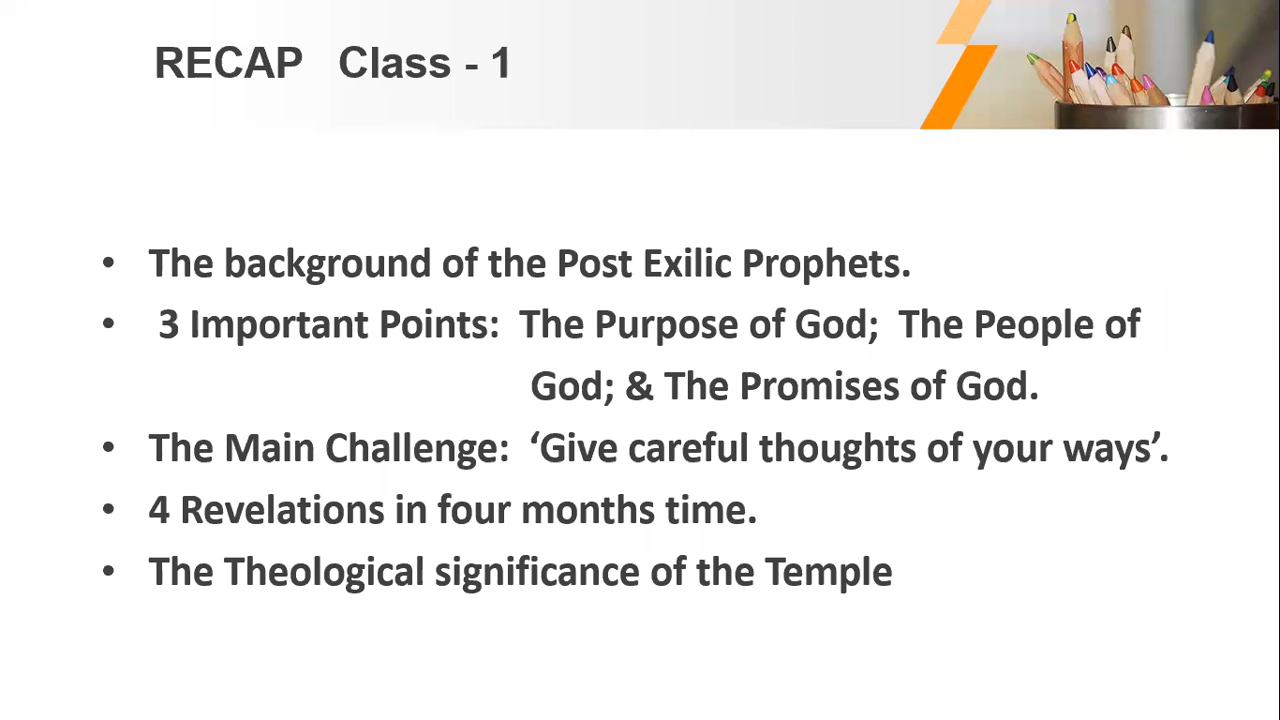 RECAP Class - 1
• The background of the Post Exilic Prophets.
• 3 Important Points: The Purpose of God; The People of
God; & The Promises of God.
• The Main Challenge: ‘Give careful thoughts of your ways’.
• 4 Revelations in four months time.
• The Theological significance of the Temple